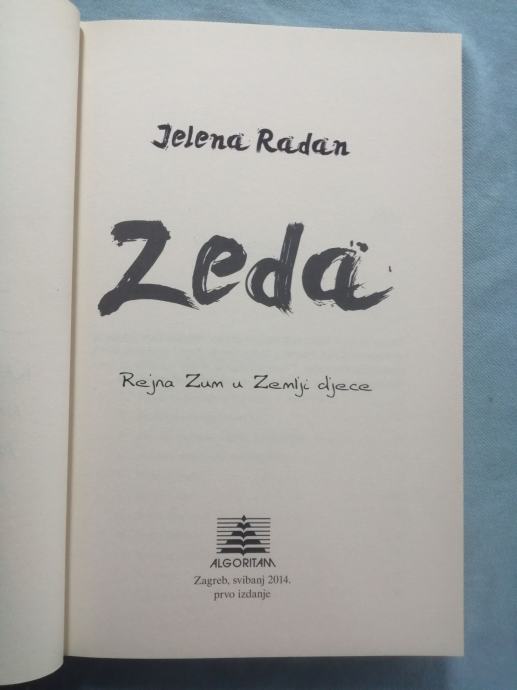 Jelena Radan
Zeda
Rejna Zum u Zemlji djece
ALGORITAM
Zagreb, svibanj 2014.
prvo izdanje